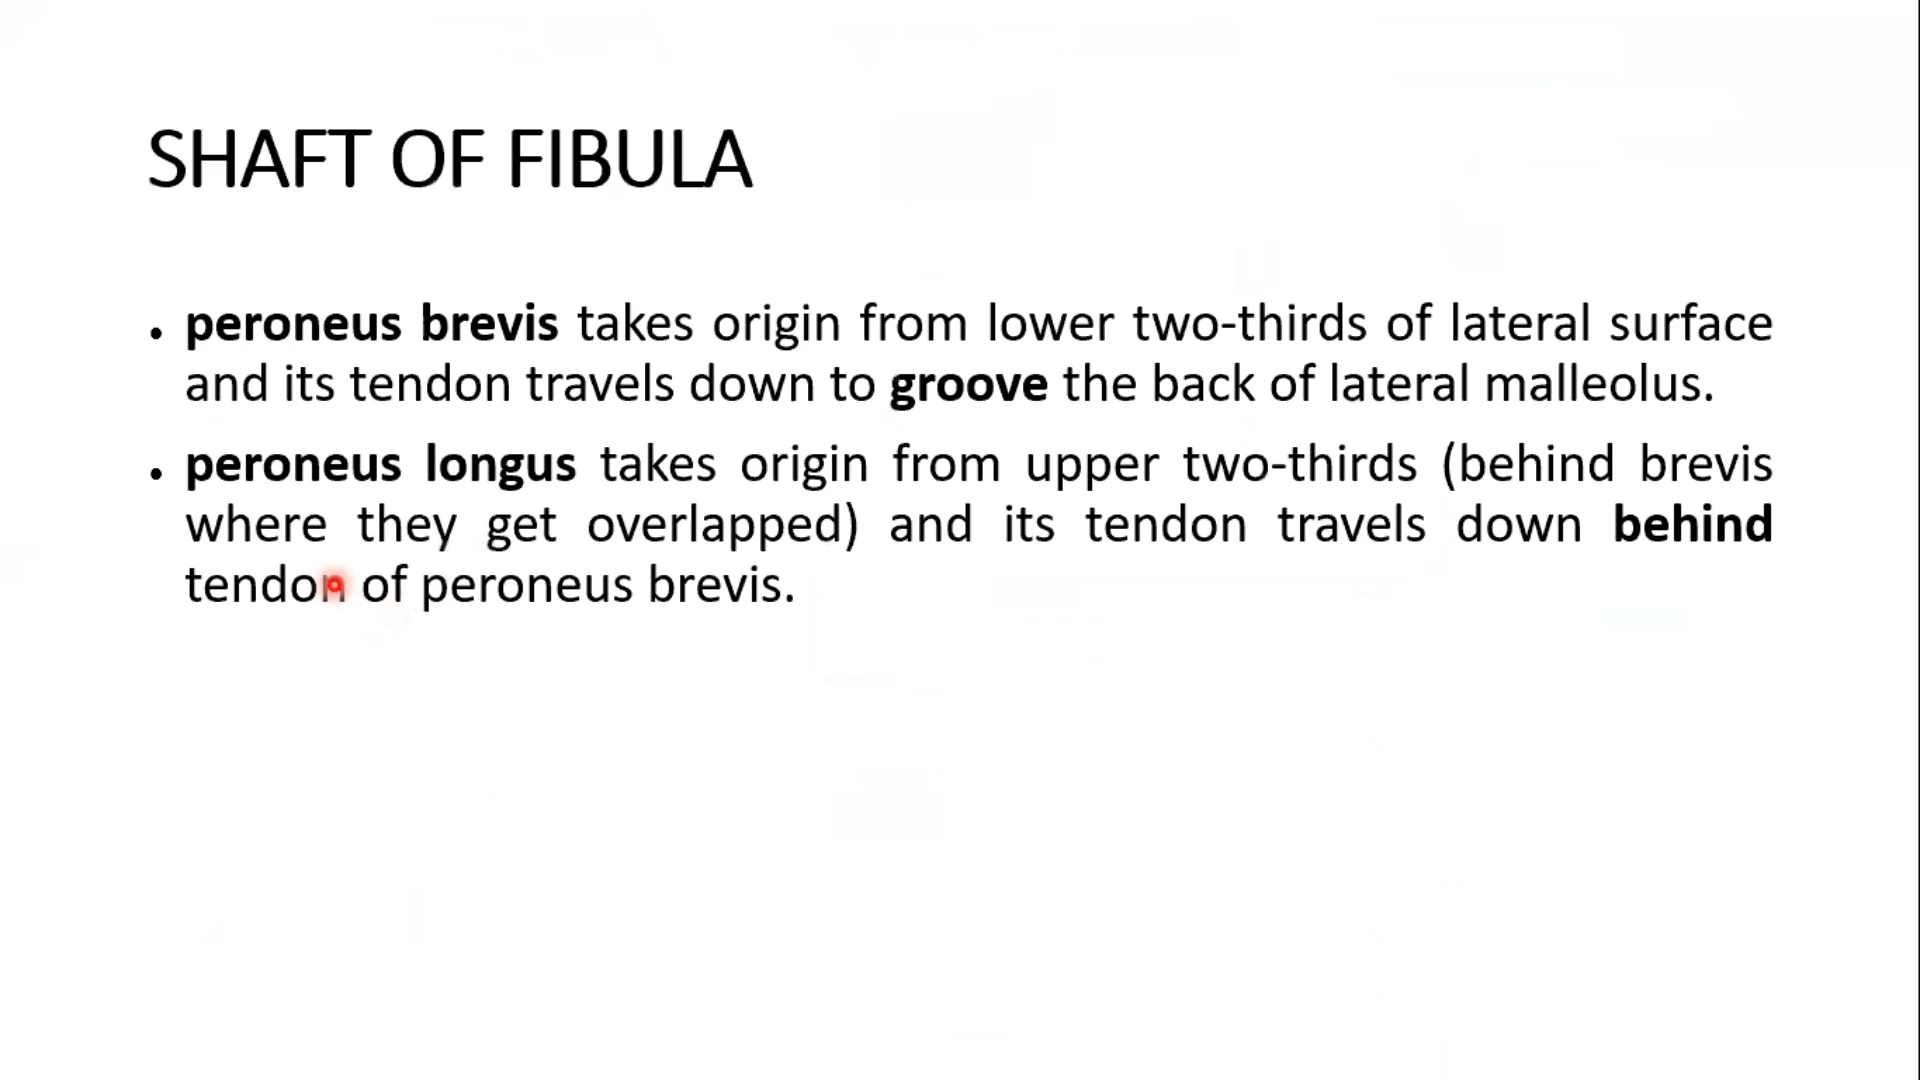 SHAFT OF FIBULA
• peroneus brevis takes origin from lower two-thirds of lateral surface
and its tendon travels down to groove the back of lateral malleolus.
• peroneus longus takes origin from upper two-thirds (behind brevis
where they get overlapped) and its tendon travels down behind
tendon of peroneus brevis.